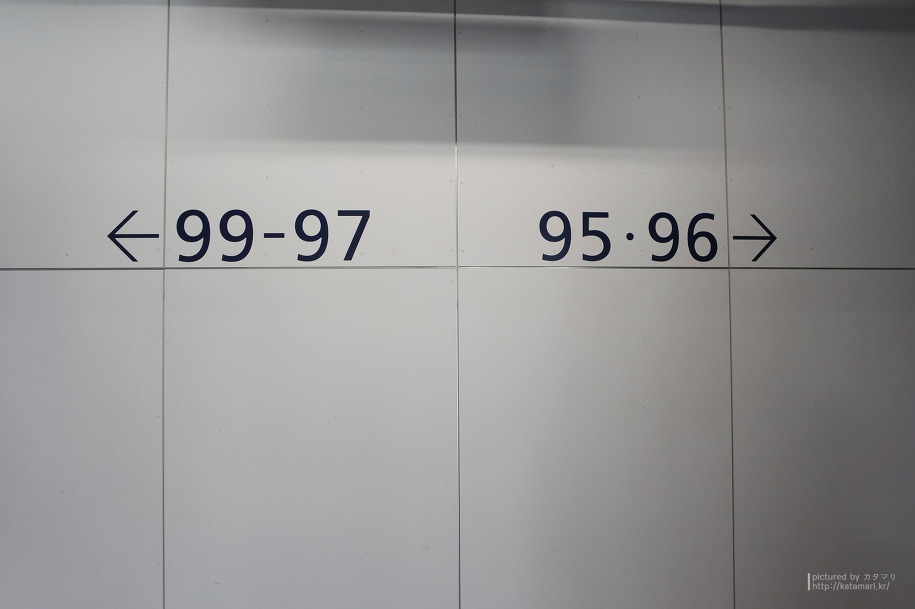 ←99-97
95·96→
pictured by カタマリ
http://katamari.kr/